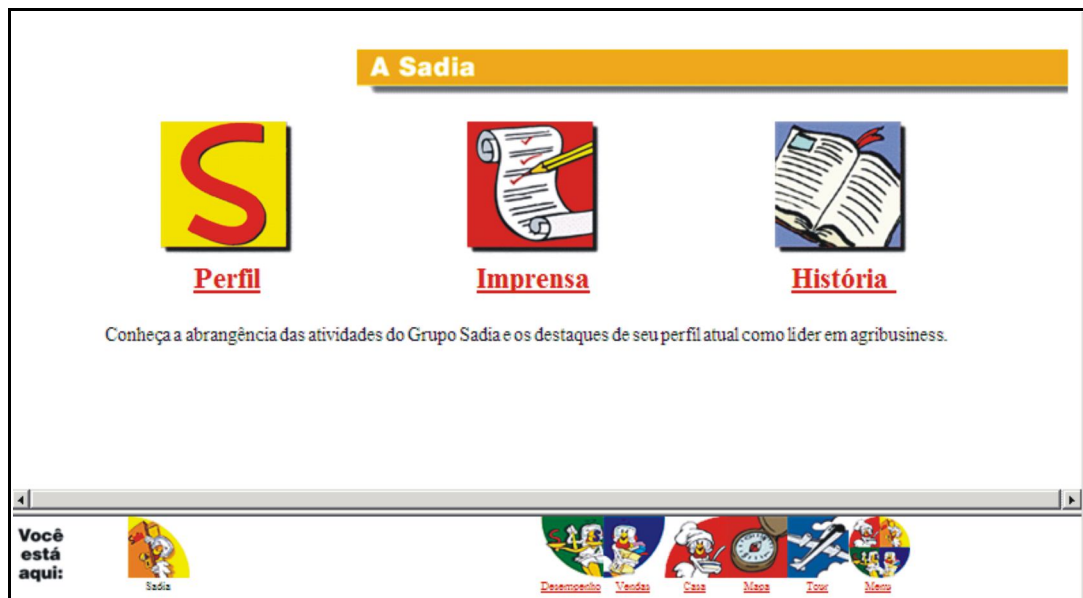 A Sadia
S
Perfil
Imprensa
História
Conheça a abrangência das atividades do Grupo Sadia e os destaques de seu perfil atual como líder em agribusiness.
Você
está
aqui:
Sadia
Desempenho Vendas Casa Mapa Tour Menu